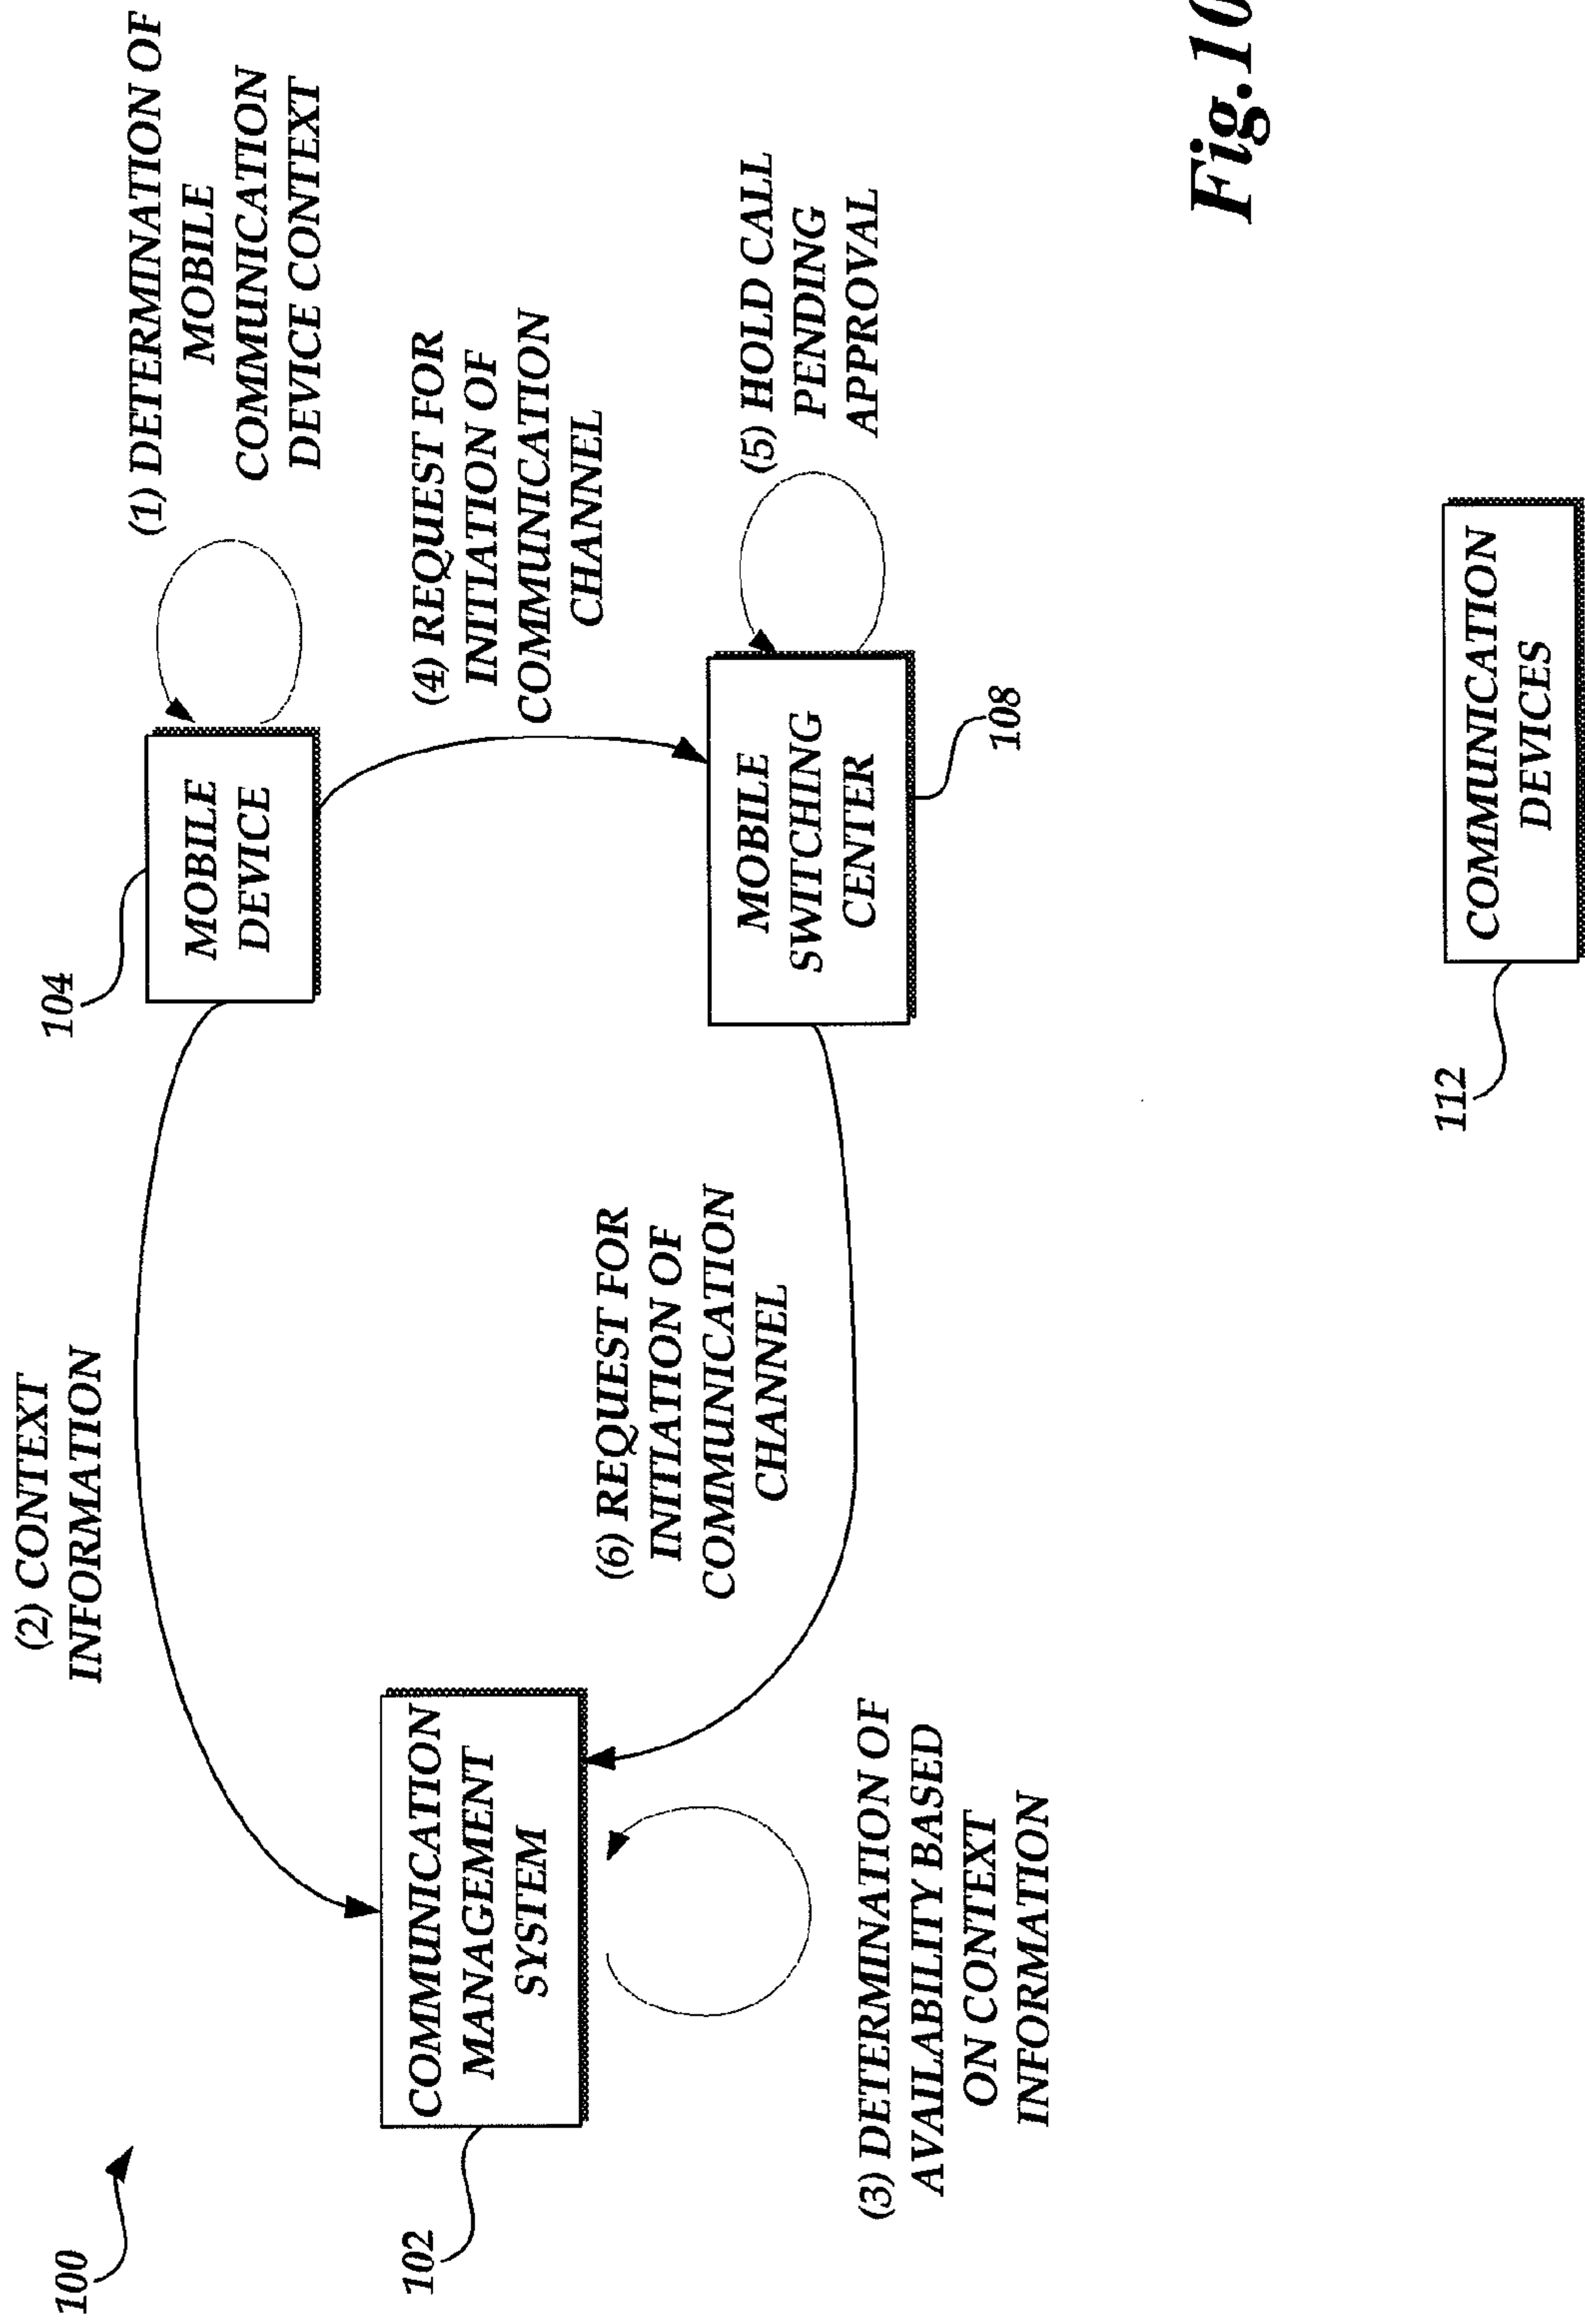 100
(2) CONTEXT
INFORMATION
104
(1) DETERMINATION OF
MOBILE
COMMUNICATION
DEVICE CONTEXT
MOBILE
DEVICE
102
COMMUNICATION
MANAGEMENT
SYSTEM
(4) REQUEST FOR
INITIATION OF
COMMUNICATION
CHANNEL
(6) REQUEST FOR
INITIATION OF
COMMUNICATION
CHANNEL
MOBILE
SWITCHING
CENTER
(5) HOLD CALL
PENDING
APPROVAL
108
(3) DETERMINATION OF
AVAILABILITY BASED
ON CONTEXT
INFORMATION
Fig.10
112
COMMUNICATION
DEVICES